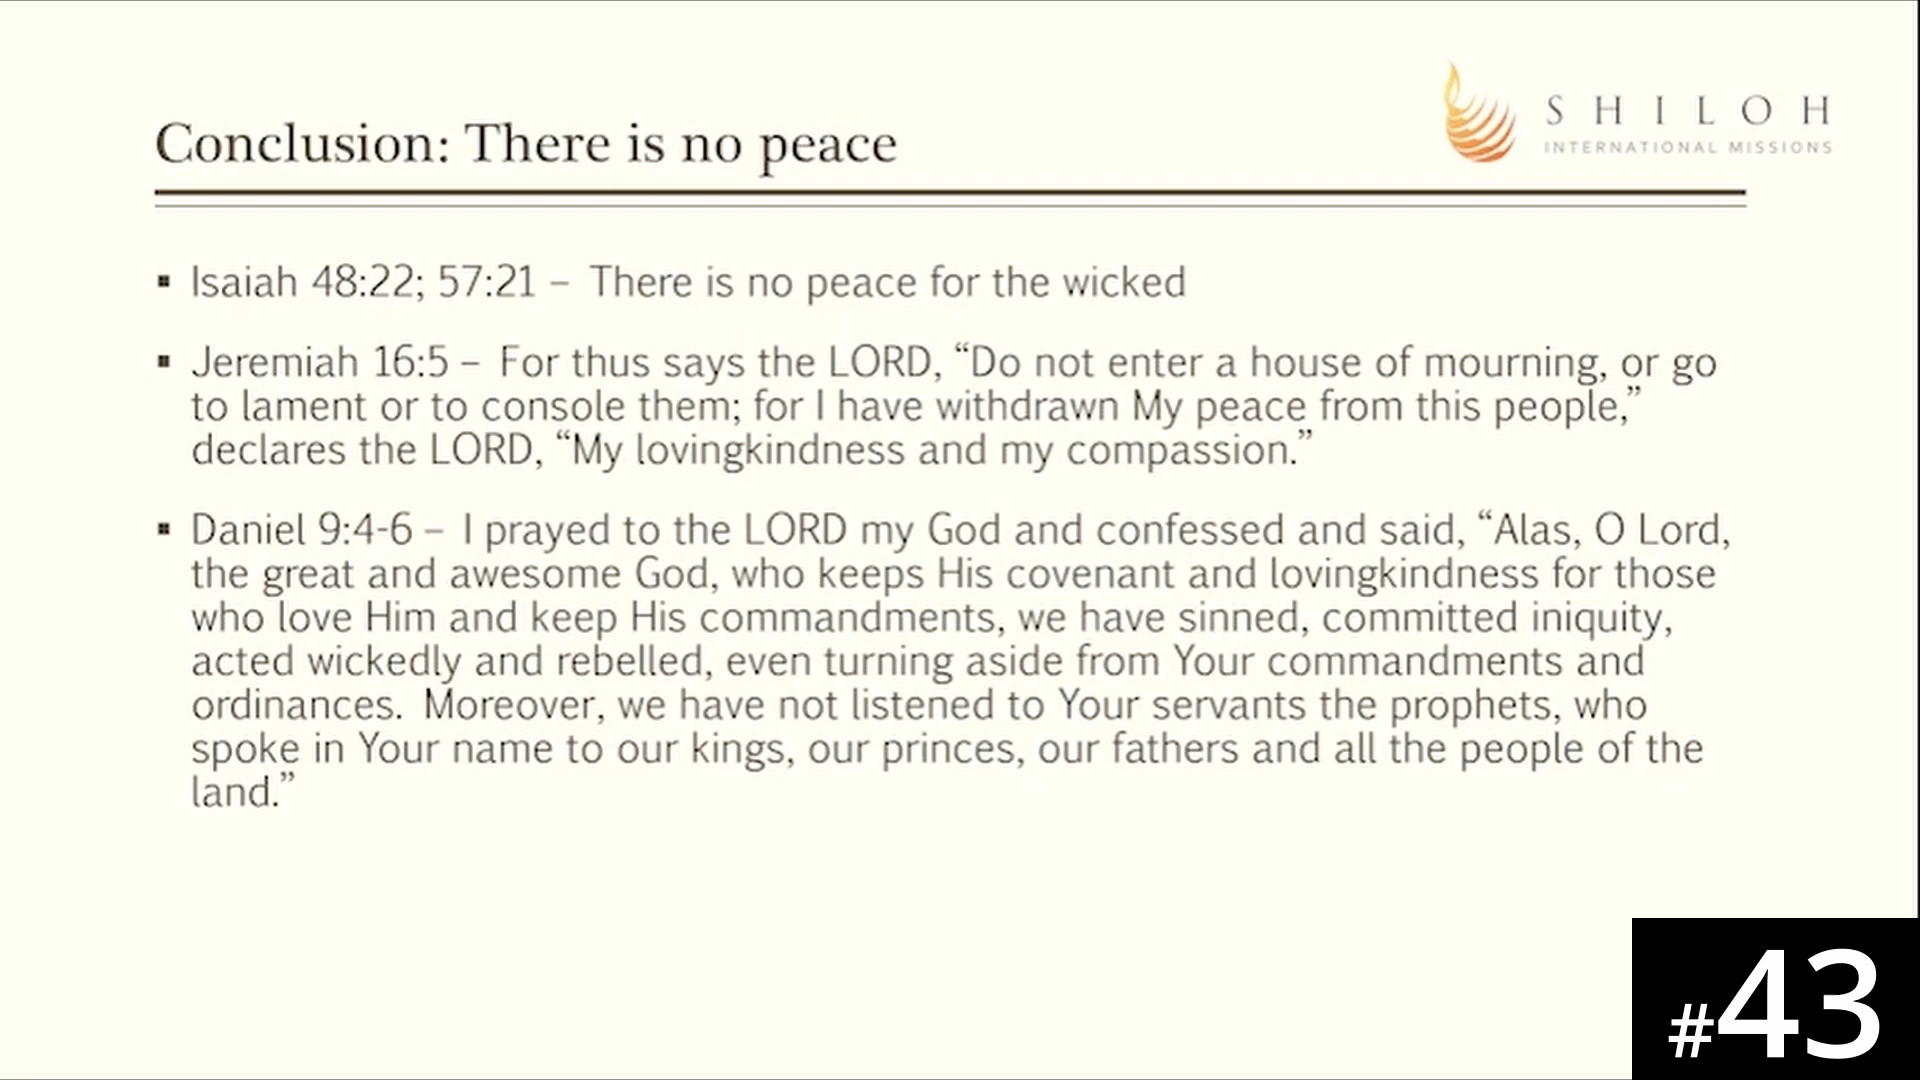 SHILOH
INTERNATIONAL MISSIONS
Conclusion: There is no peace
▪ Isaiah 48:22; 57:21 – There is no peace for the wicked
▪ Jeremiah 16:5 – For thus says the LORD, “Do not enter a house of mourning, or go
to lament or to console them; for I have withdrawn My peace from this people,”
declares the LORD, “My lovingkindness and my compassion.”
▪ Daniel 9:4-6 – I prayed to the LORD my God and confessed and said, “Alas, O Lord,
the great and awesome God, who keeps His covenant and lovingkindness for those
who love Him and keep His commandments, we have sinned, committed iniquity,
acted wickedly and rebelled, even turning aside from Your commandments and
ordinances. Moreover, we have not listened to Your servants the prophets, who
spoke in Your name to our kings, our princes, our fathers and all the people of the
land.”
#43